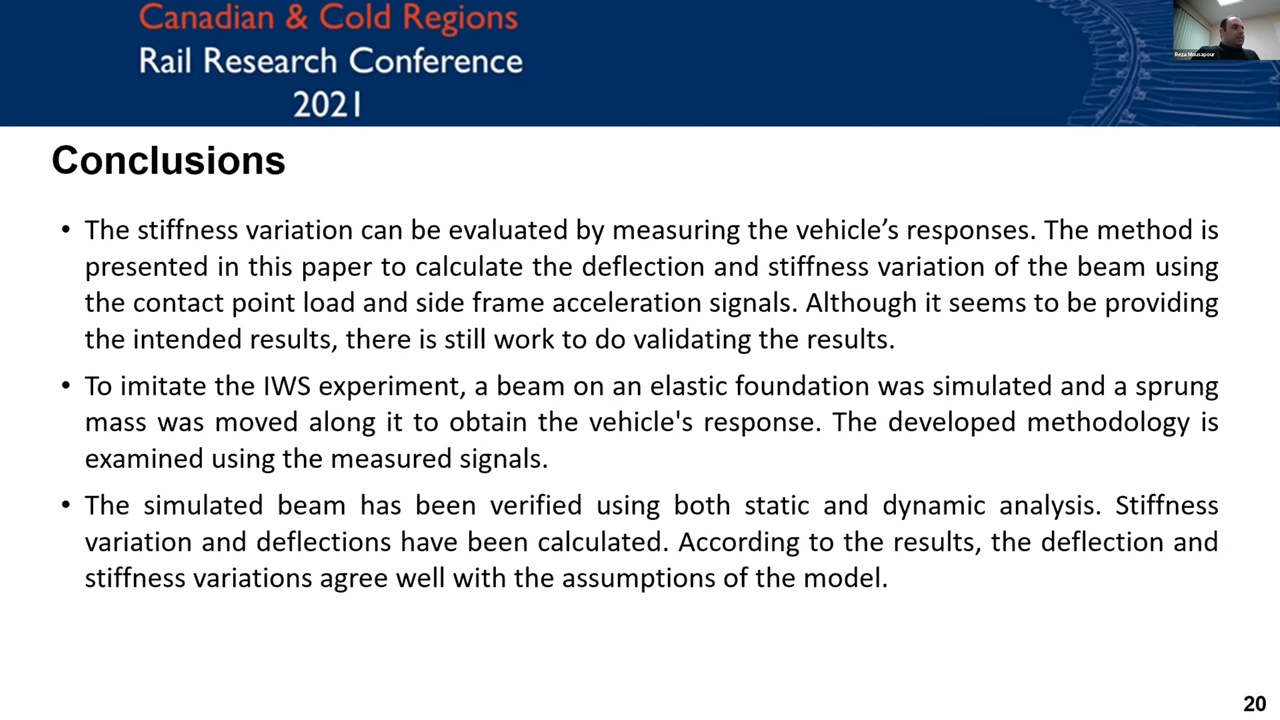 Canadian & Cold Regions
Rail Research Conference
2021
Reza Mousapour
Conclusions
• The stiffness variation can be evaluated by measuring the vehicle’s responses. The method is
presented in this paper to calculate the deflection and stiffness variation of the beam using
the contact point load and side frame acceleration signals. Although it seems to be providing
the intended results, there is still work to do validating the results.
• To imitate the IWS experiment, a beam on an elastic foundation was simulated and a sprung
mass was moved along it to obtain the vehicle's response. The developed methodology is
examined using the measured signals.
• The simulated beam has been verified using both static and dynamic analysis. Stiffness
variation and deflections have been calculated. According to the results, the deflection and
stiffness variations agree well with the assumptions of the model.
20